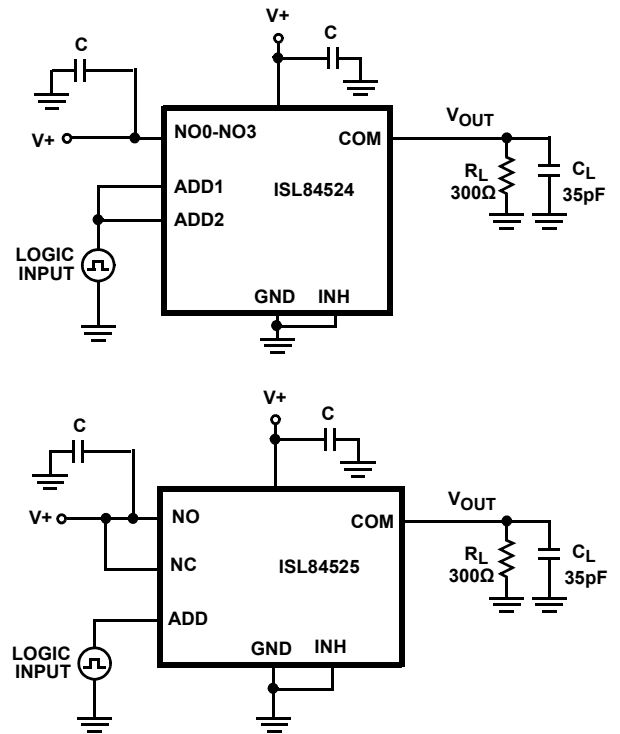 V+
C
C
V+
NO0-NO3
COM
VOUT
ADD1
ISL84524
RL
300Ω
CL
35pF
ADD2
LOGIC
INPUT
GND
INH
V+
C
C
V+
NO
COM
VOUT
NC
ISL84525
RL
300Ω
CL
35pF
ADD
LOGIC
INPUT
GND
INH